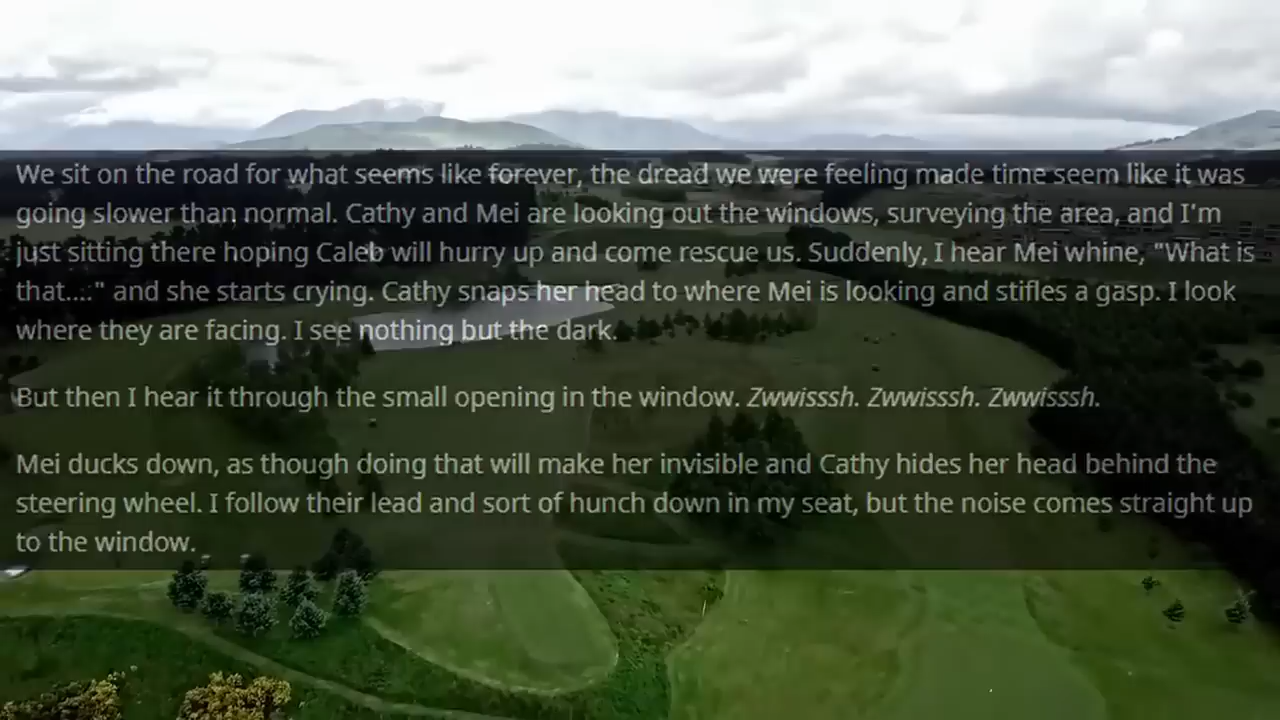 We sit on the road for what seems like forever, the dread we were feeling made time seem like it was
going slower than normal. Cathy and Mei are looking out the windows, surveying the area, and I'm
just sitting there hoping Caleb will hurry up and come rescue us. Suddenly, I hear Mei whine, "What is
that...:" and she starts crying. Cathy snaps her head to where Mei is looking and stifles a gasp. I look
where they are facing. I see nothing but the dark.
But then I hear it through the small opening in the window. Zwwisssh. Zwwisssh. Zwwisssh.
Mei ducks down, as though doing that will make her invisible and Cathy hides her head behind the
steering wheel. I follow their lead and sort of hunch down in my seat, but the noise comes straight up
to the window.